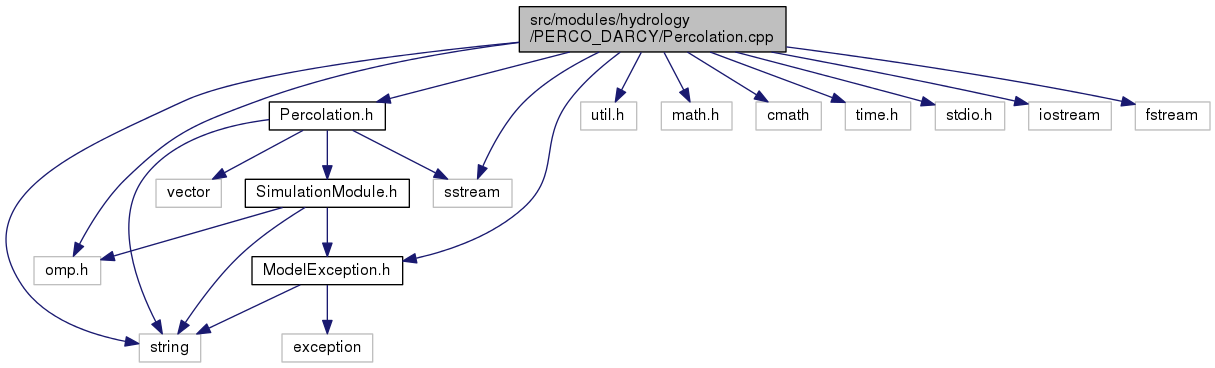 src/modules/hydrology
/PERCO_DARCY/Percolation.cpp
Percolation.h
util.h
math.h
cmath
time.h
stdio.h
iostream
fstream
vector
SimulationModule.h
sstream
omp.h
ModelException.h
string
exception